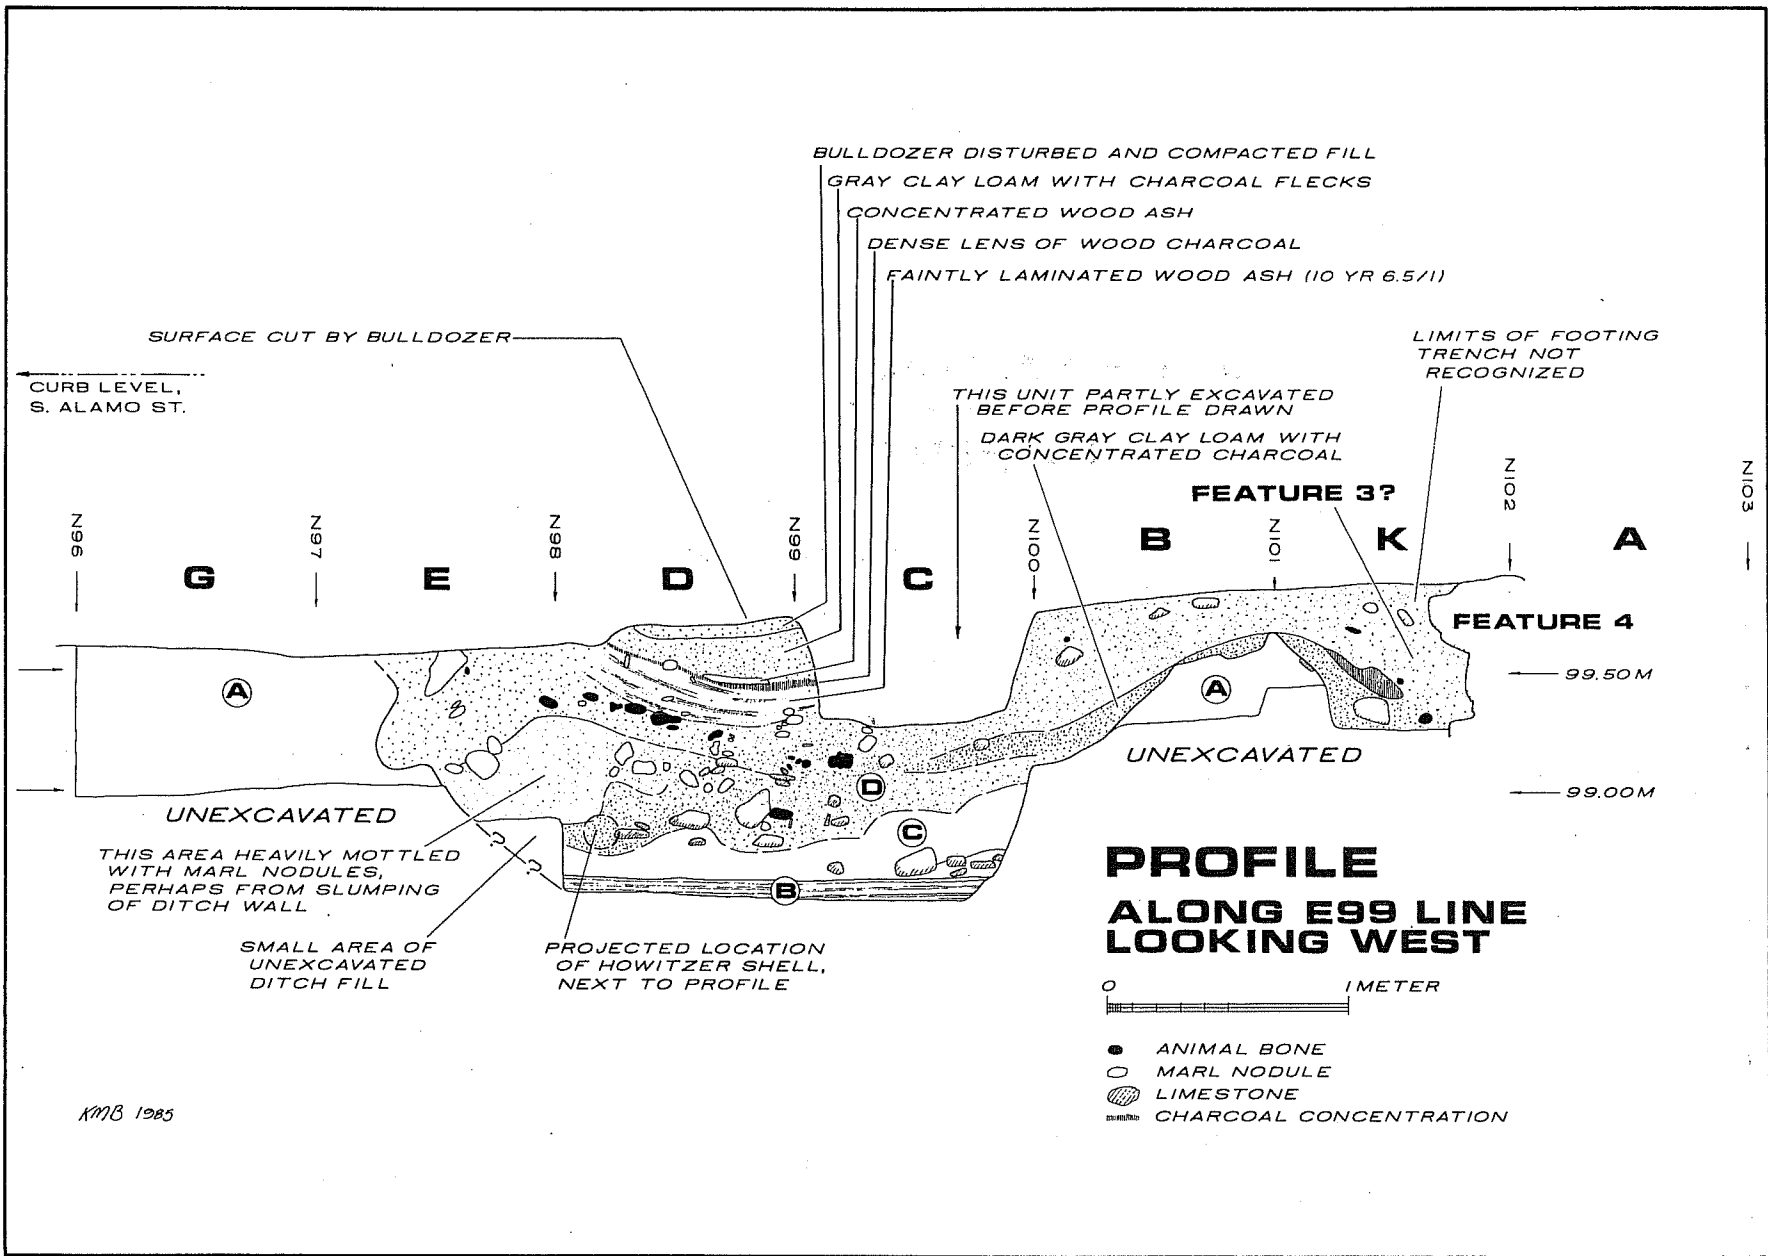 BULLDOZER DISTURBED AND COMPACTED FILL
GRAY CLAY LOAM WITH CHARCOAL FLECKS
CONCENTRATED WOOD ASH
DENSE LENS OF WOOD CHARCOAL
FAINTLY LAMINATED WOOD ASH (10 YR 6.5/1)
SURFACE CUT BY BULLDOZER
LIMITS OF FOOTING
TRENCH NOT
RECOGNIZED
CURB LEVEL,
S. ALAMO ST.
THIS UNIT PARTLY EXCAVATED
BEFORE PROFILE DRAWN
DARK GRAY CLAY LOAM WITH
CONCENTRATED CHARCOAL
FEATURE 3?
N96
N97
N98
N99
N100
N101
N102
N103
G
E
D
C
B
K
A
FEATURE 4
99.50 M
A
A
UNEXCAVATED
D
99.00 M
UNEXCAVATED
C
? ?
B
THIS AREA HEAVILY MOTTLED
WITH MARL NODULES,
PERHAPS FROM SLUMPING
OF DITCH WALL
SMALL AREA OF
UNEXCAVATED
DITCH FILL
PROJECTED LOCATION
OF HOWITZER SHELL,
NEXT TO PROFILE
PROFILE
ALONG E99 LINE
LOOKING WEST
0 1 METER
ANIMAL BONE
MARL NODULE
LIMESTONE
CHARCOAL CONCENTRATION
KMB 1985